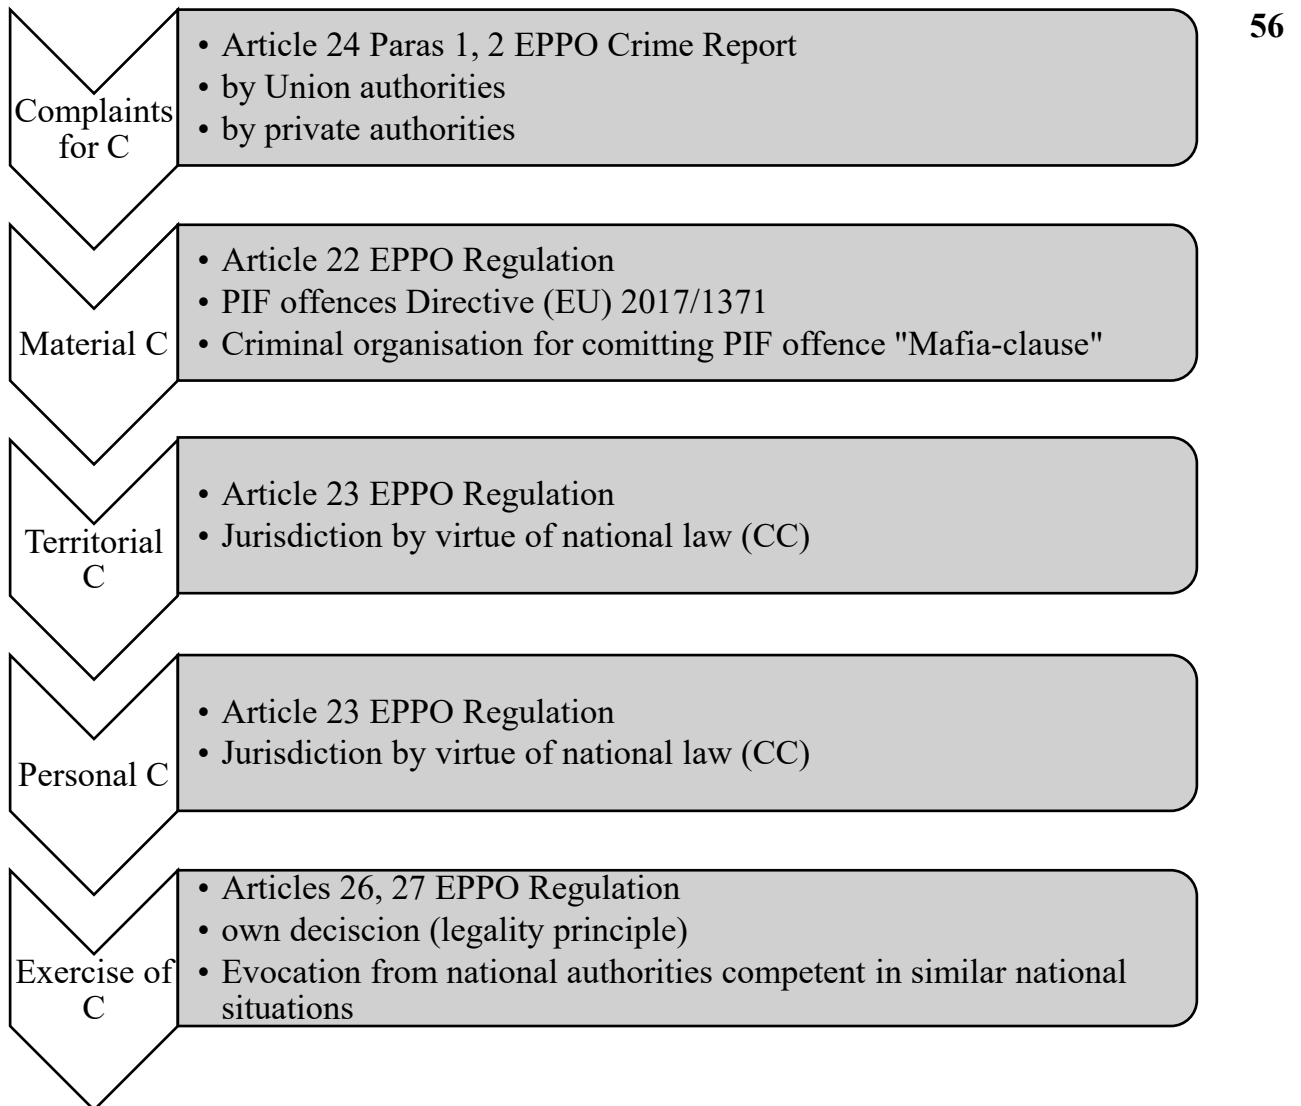 56
Complaints
for C
• Article 24 Paras 1, 2 EPPO Crime Report
• by Union authorities
• by private authorities
Material C
• Article 22 EPPO Regulation
• PIF offences Directive (EU) 2017/1371
• Criminal organisation for comitting PIF offence "Mafia-clause"
Territorial
C
• Article 23 EPPO Regulation
• Jurisdiction by virtue of national law (CC)
Personal C
• Article 23 EPPO Regulation
• Jurisdiction by virtue of national law (CC)
Exercise of
C
• Articles 26, 27 EPPO Regulation
• own deciscion (legality principle)
• Evocation from national authorities competent in similar national
situations